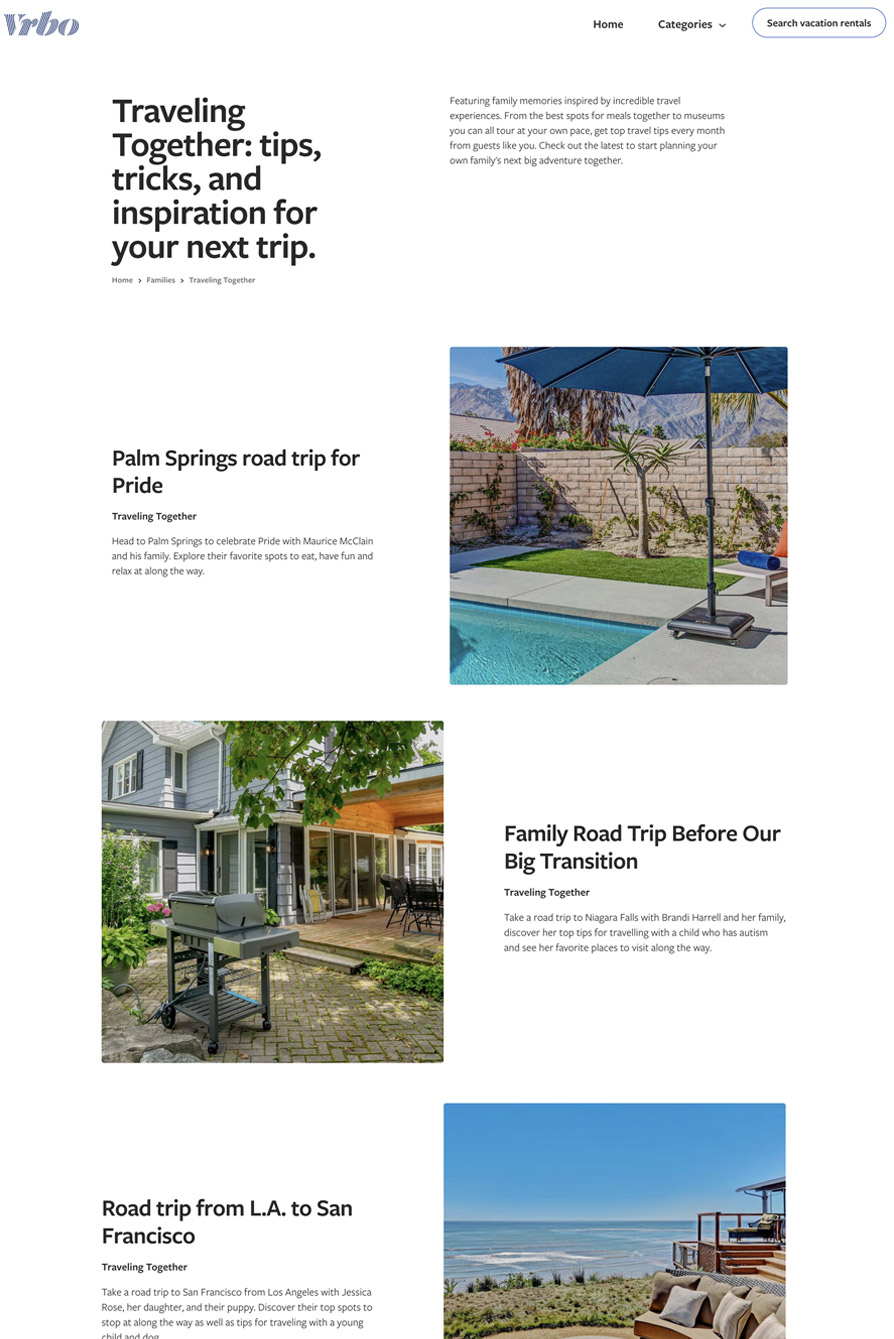 Vrbo
Home
Categories
Search vacation rentals
Traveling
Together: tips,
tricks, and
inspiration for
your next trip.
Featuring family memories inspired by incredible travel
experiences. From the best spots for meals together to museums
you can all tour at your own pace, get top travel tips every month
from guests like you. Check out the latest to start planning your
own family's next big adventure together.
Home > Families > Traveling Together
Palm Springs road trip for
Pride
Traveling Together
Head to Palm Springs to celebrate Pride with Maurice McClain
and his family. Explore their favorite spots to eat, have fun and
relax at along the way.
Family Road Trip Before Our
Big Transition
Traveling Together
Take a road trip to Niagara Falls with Brandi Harrell and her family,
discover her top tips for travelling with a child who has autism
and see her favorite places to visit along the way.
Road trip from L.A. to San
Francisco
Traveling Together
Take a road trip to San Francisco from Los Angeles with Jessica
Rose, her daughter, and their puppy. Discover their top spots to
stop at along the way as well as tips for traveling with a young
child and dog.